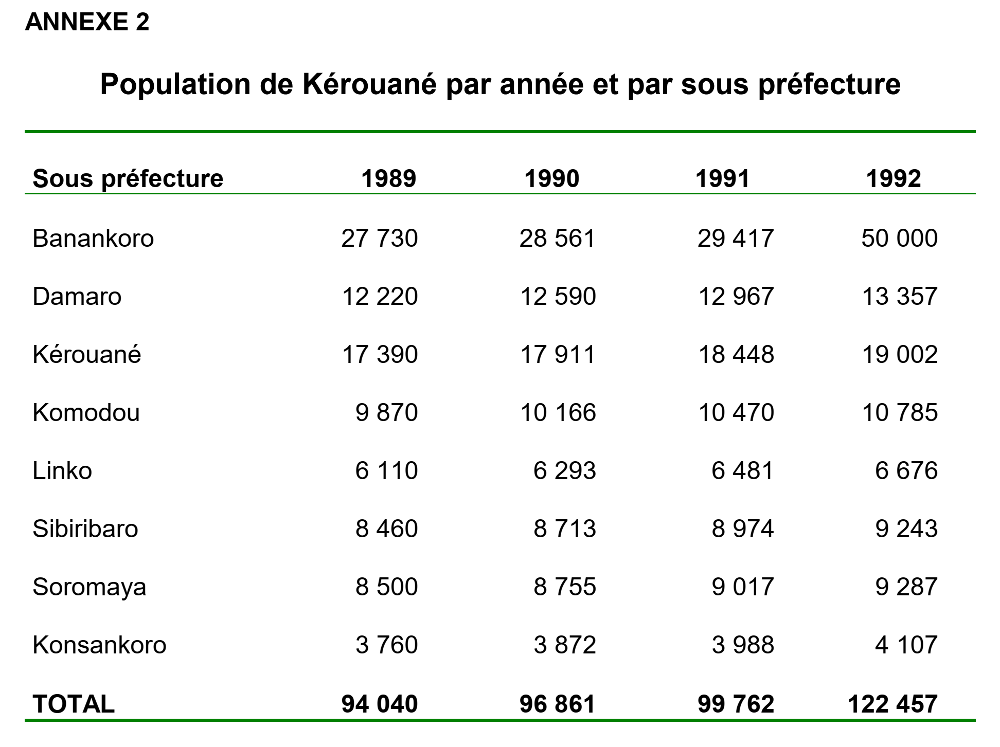 ANNEXE 2
Population de Kérouané par année et par sous préfecture
Sous préfecture 1989 1990 1991 1992
Banankoro 27 730 28 561 29 417 50 000
Damaro 12 220 12 590 12 967 13 357
Kérouané 17 390 17 911 18 448 19 002
Komodou 9 870 10 166 10 470 10 785
Linko 6 110 6 293 6 481 6 676
Sibiribaro 8 460 8 713 8 974 9 243
Soromaya 8 500 8 755 9 017 9 287
Konsankoro 3 760 3 872 3 988 4 107
TOTAL 94 040 96 861 99 762 122 457